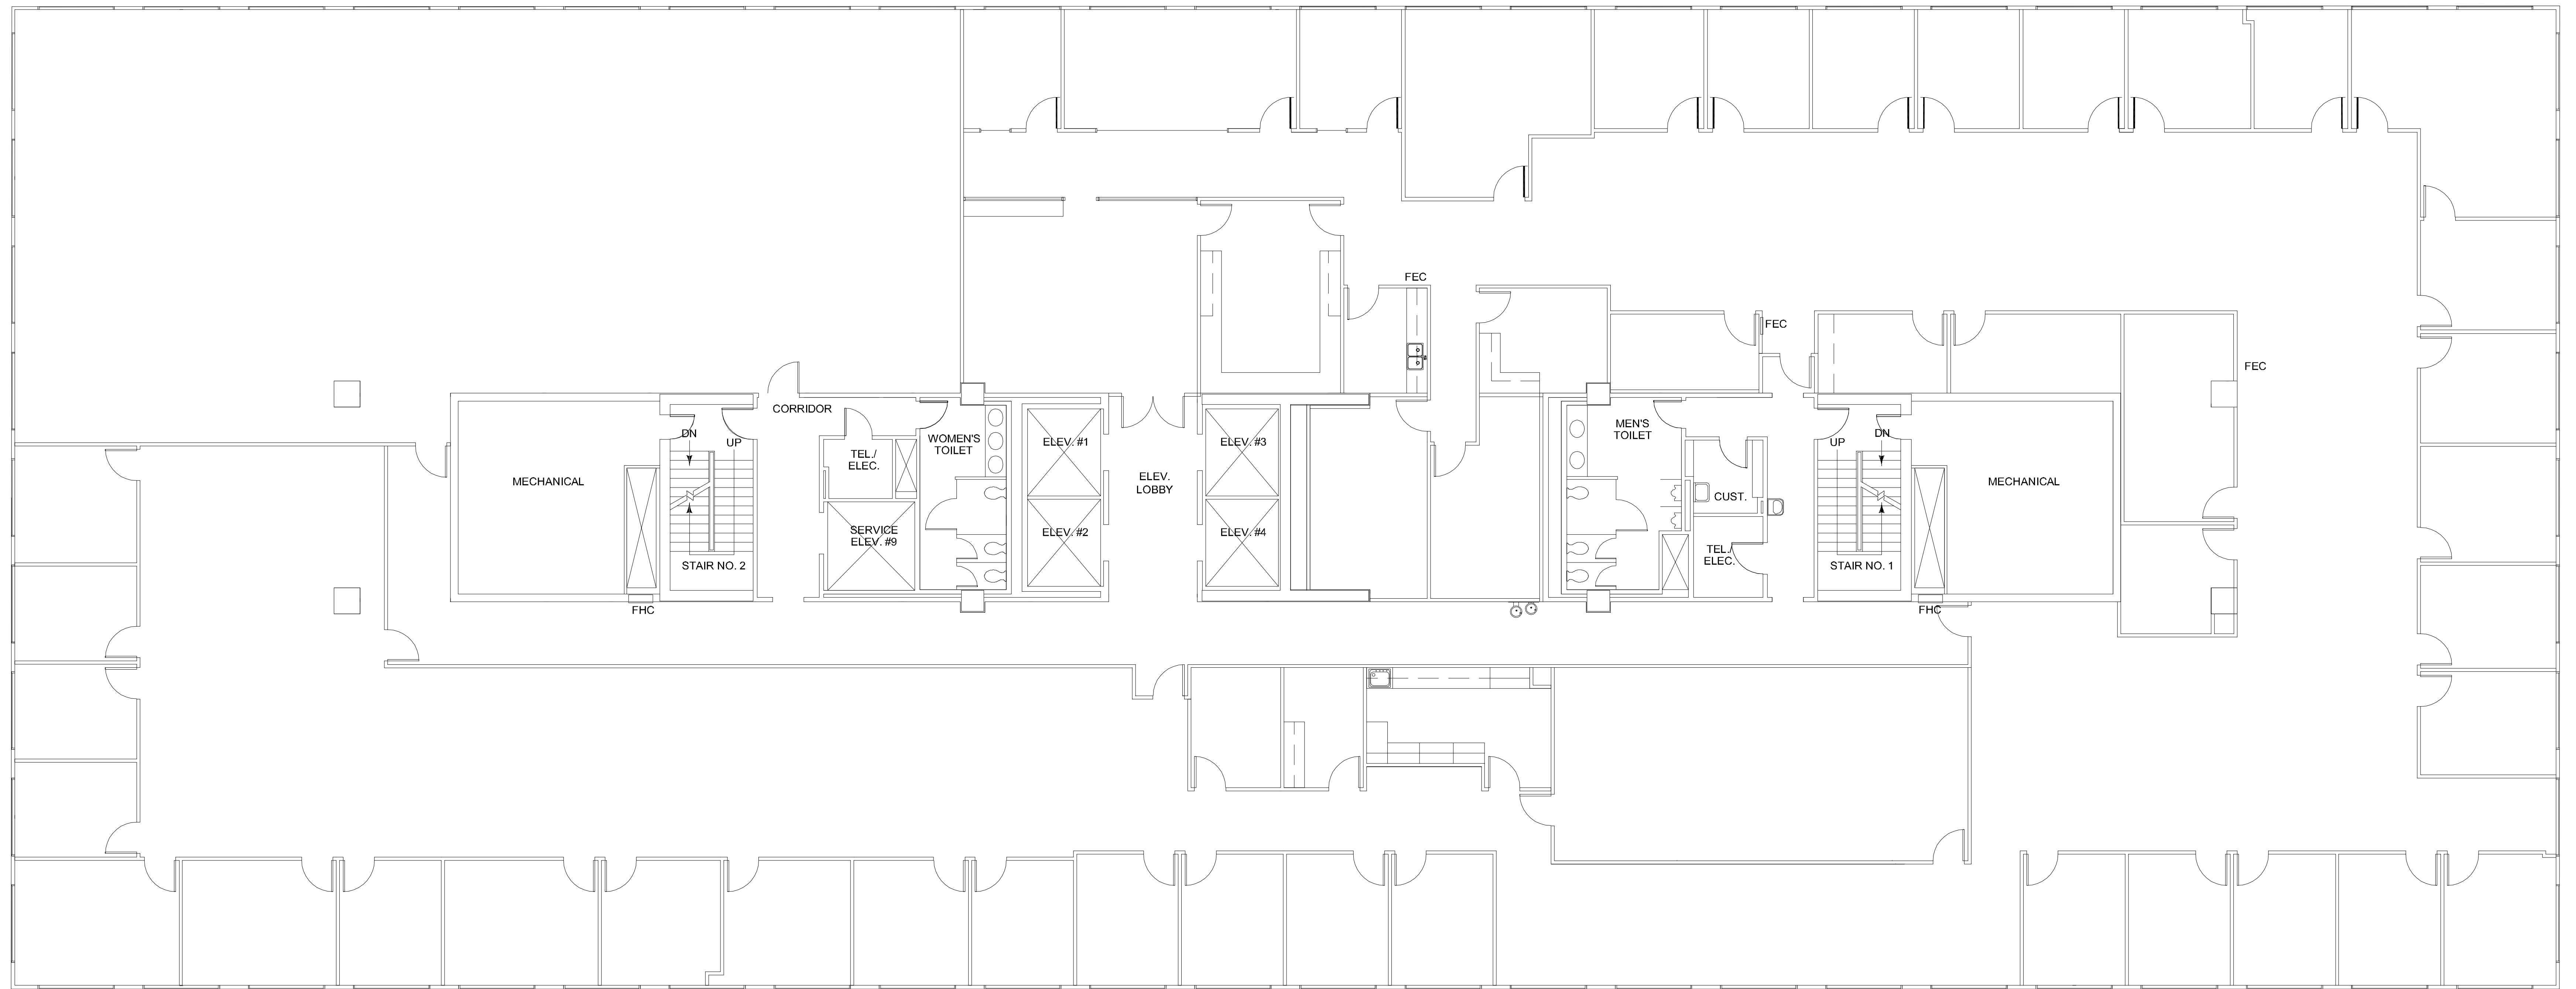 FEC
FEC
FEC
CORRIDOR
DN
UP
WOMEN'S
TOILET
ELEV. #1
ELEV. #3
MEN'S
TOILET
UP
DN
TEL./
ELEC.
MECHANICAL
ELEV.
LOBBY
MECHANICAL
CUST.
SERVICE
ELEV. #9
ELEV. #2
ELEV. #4
TEL./
ELEC.
STAIR NO. 2
STAIR NO. 1
FHC
FHC